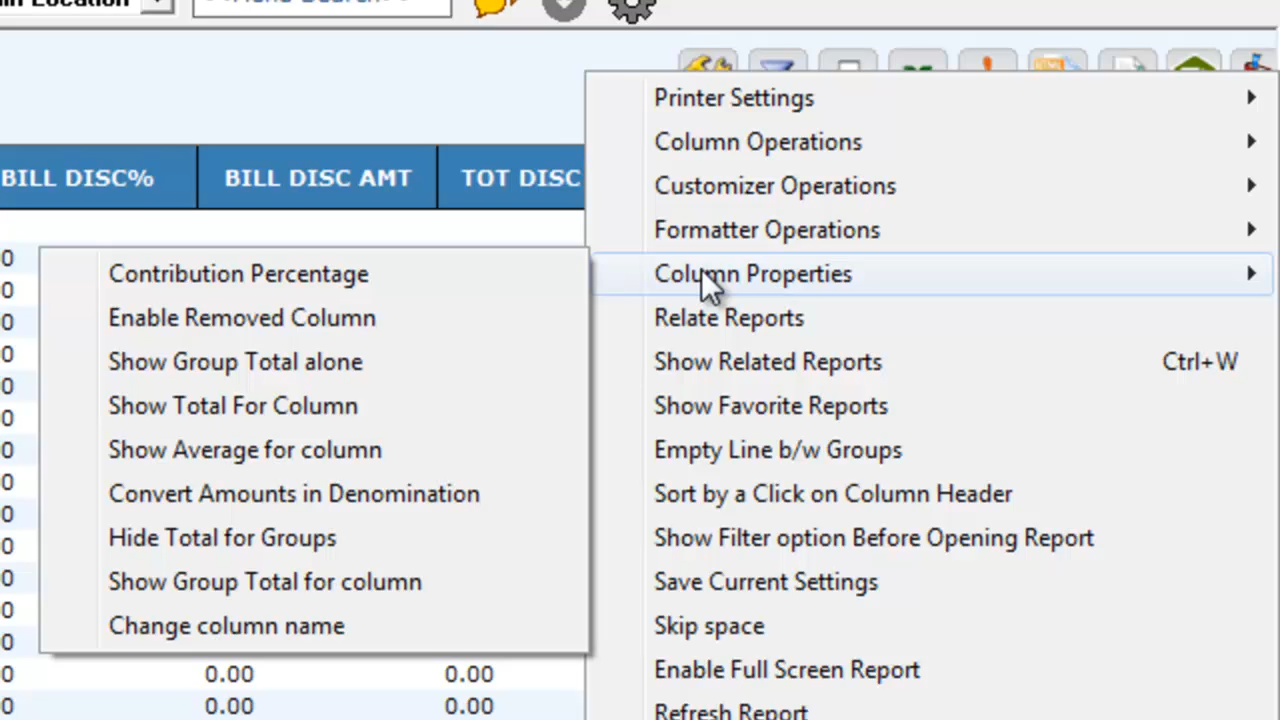 Location
BILL DISC%
BILL DISC AMT
TOT DISC
Printer Settings
Column Operations
Customizer Operations
Formatter Operations
Column Properties
Relate Reports
Show Related Reports Ctrl+W
Show Favorite Reports
Empty Line b/w Groups
Sort by a Click on Column Header
Show Filter option Before Opening Report
Save Current Settings
Skip space
Enable Full Screen Report
Refresh Report
Contribution Percentage
Enable Removed Column
Show Group Total alone
Show Total For Column
Show Average for column
Convert Amounts in Denomination
Hide Total for Groups
Show Group Total for column
Change column name
0.00 0.00
0.00 0.00